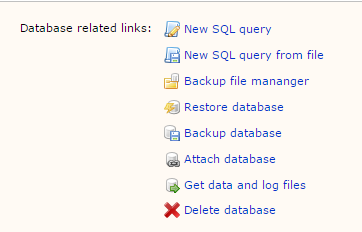 Database related links:
New SQL query
New SQL query from file
Backup file mananger
Restore database
Backup database
Attach database
Get data and log files
Delete database